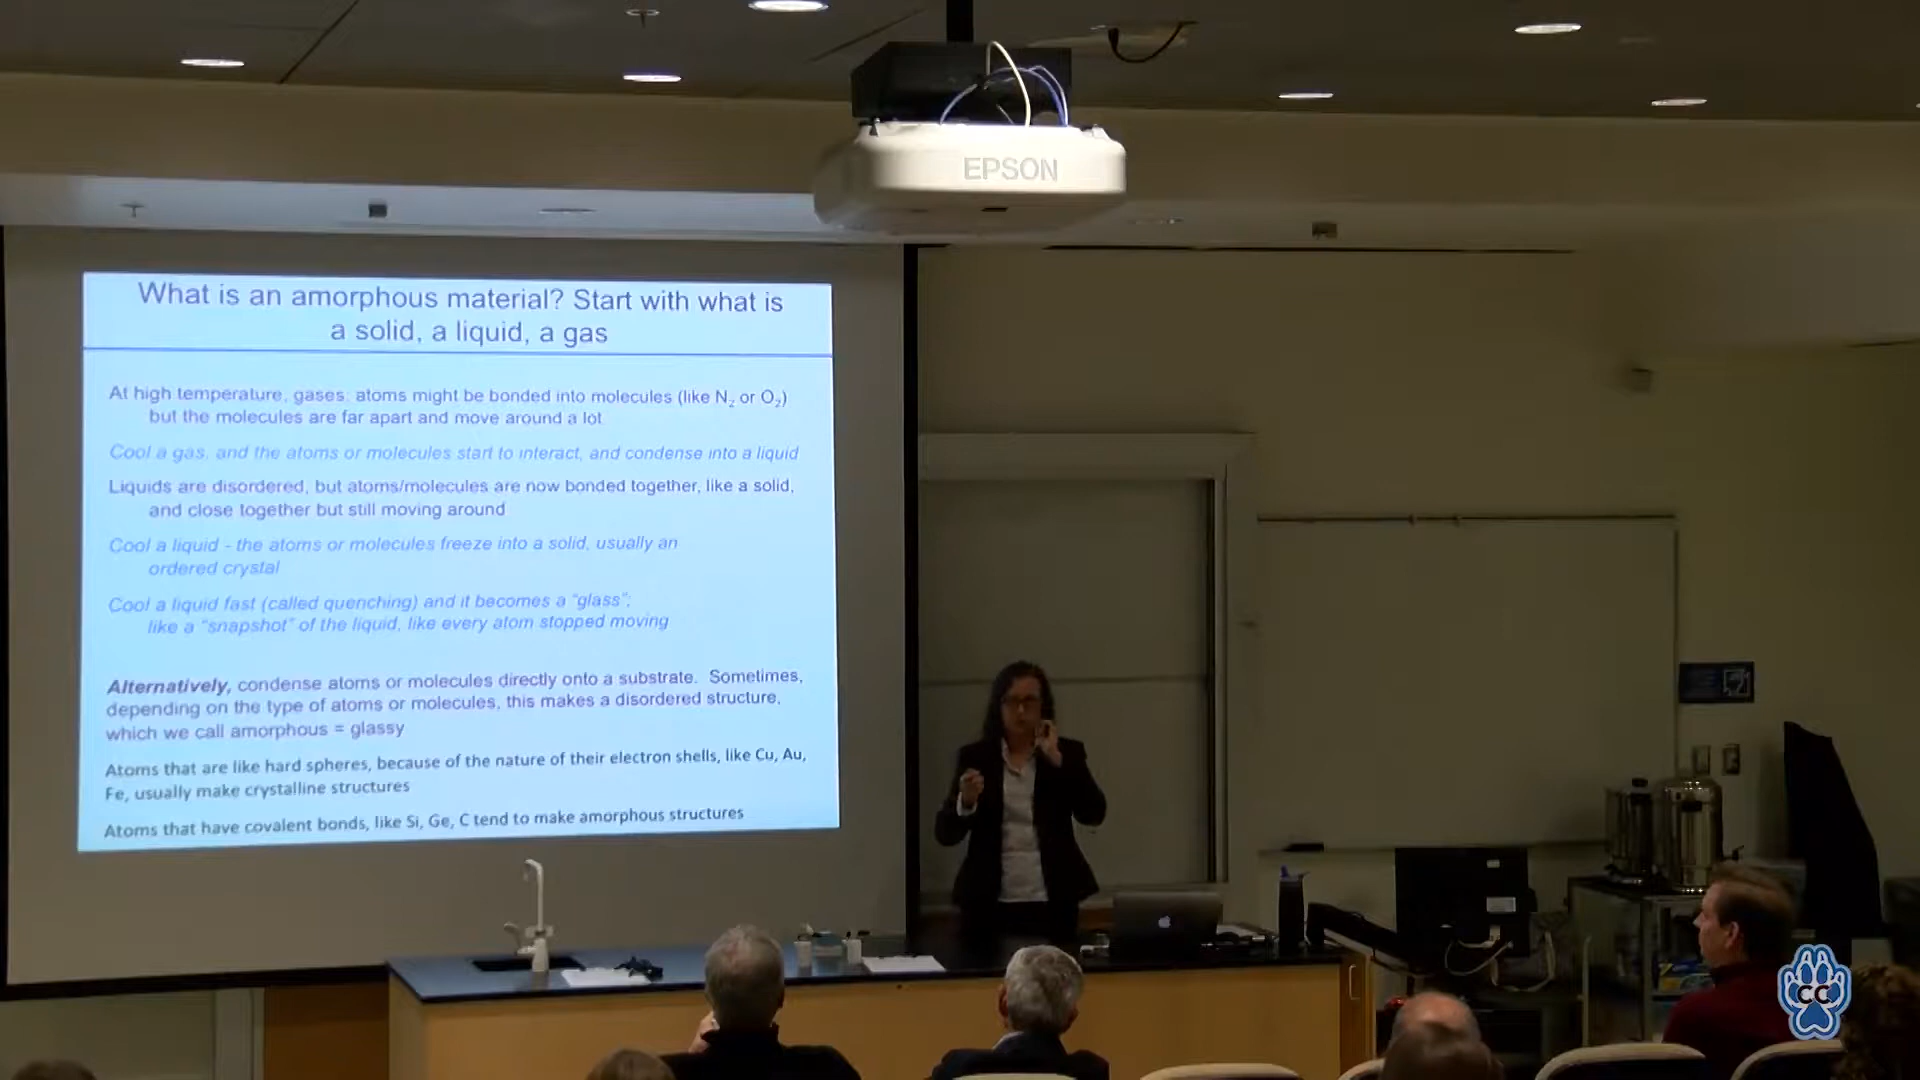 EPSON
What is an amorphous material? Start with what is
a solid, a liquid, a gas
At high temperature, gases: atoms might be bonded into molecules (like N2 or O2)
but the molecules are far apart and move around a lot
Cool a gas, and the atoms or molecules start to interact, and condense into a liquid
Liquids are disordered, but atoms/molecules are now bonded together, like a solid,
and close together but still moving around
Cool a liquid - the atoms or molecules freeze into a solid, usually an
ordered crystal
Cool a liquid fast (called quenching) and it becomes a "glass";
like a "snapshot" of the liquid, like every atom stopped moving
Alternatively, condense atoms or molecules directly onto a substrate. Sometimes,
depending on the type of atoms or molecules, this makes a disordered structure,
which we call amorphous = glassy
Atoms that are like hard spheres, because of the nature of their electron shells, like Cu, Au,
Fe, usually make crystalline structures
Atoms that have covalent bonds, like Si, Ge, C tend to make amorphous structures
CC